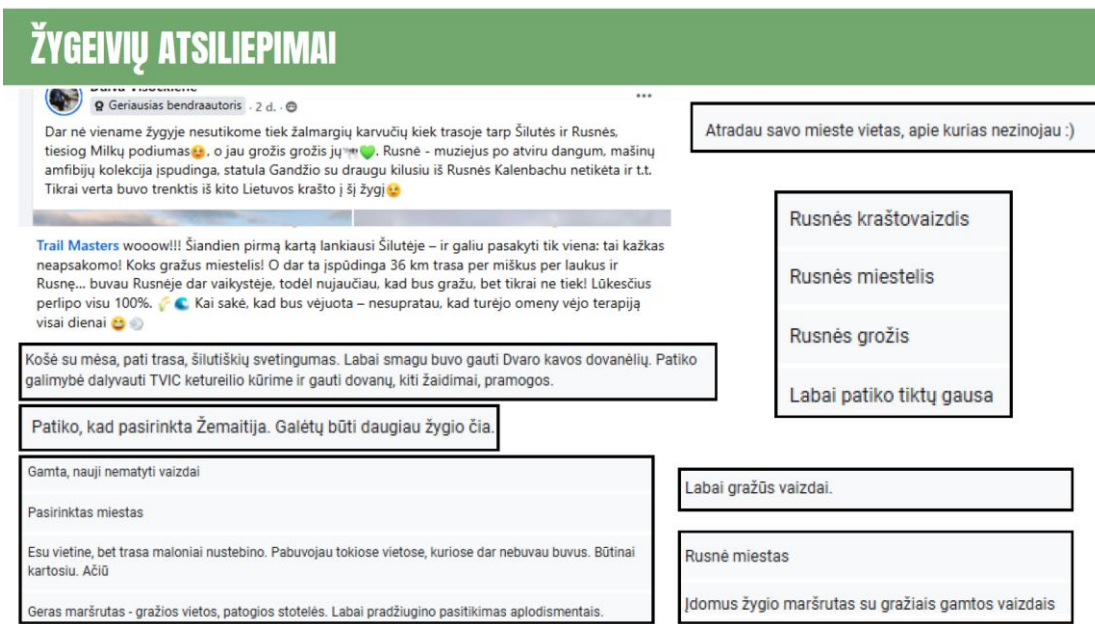 ŽYGEIVIŲ ATSILIEPIMAI
Geriausias bendraautoris · 2 d. ·
Dar nė viename žygyje nesutikome tiek žalmargių karvučių kiek trasoje tarp Šilutės ir Rusnės,
tiesiog Milkų podiumas, o jau grožis grožis jų. Rusnė - muziejus po atviru dangum, mašinų
amfibijų kolekcija įspudinga, statula Gandžio su draugu kilusiu iš Rusnės Kalenbachu netikėta ir t.t.
Tikrai verta buvo trenktis iš kito Lietuvos krašto į šį žygį
Trail Masters wooow!!! Šiandien pirmą kartą lankiausi Šilutėje – ir galiu pasakyti tik viena: tai kažkas
neapsakomo! Koks gražus miestelis! O dar ta įspūdinga 36 km trasa per miškus per laukus ir
Rusnę... buvau Rusnėje dar vaikystėje, todėl nujaučiau, kad bus gražu, bet tikrai ne tiek! Lūkesčius
perlipo visu 100%. Kai sakė, kad bus vėjuota – nesupratau, kad turėjo omeny vėjo terapiją
visai dienai
Košė su mėsa, pati trasa, šilutiškių svetingumas. Labai smagu buvo gauti Dvaro kavos dovanėlių. Patiko
galimybė dalyvauti TVIC ketureilio kūrime ir gauti dovanų, kiti žaidimai, pramogos.
Patiko, kad pasirinkta Žemaitija. Galėtų būti daugiau žygio čia.
Gamta, nauji nematyti vaizdai
Pasirinktas miestas
Esu vietine, bet trasa maloniai nustebino. Pabuvojau tokiose vietose, kuriose dar nebuvau buvus. Būtinai
kartosiu. Ačiū
Geras maršrutas - gražios vietos, patogios stotelės. Labai pradžiugino pasitikimas aplodismentais.
Atradau savo mieste vietas, apie kurias nezinojau :)
Rusnės kraštovaizdis
Rusnės miestelis
Rusnės grožis
Labai patiko tiktų gausa
Labai gražūs vaizdai.
Rusnė miestas
Įdomus žygio maršrutas su gražiais gamtos vaizdais